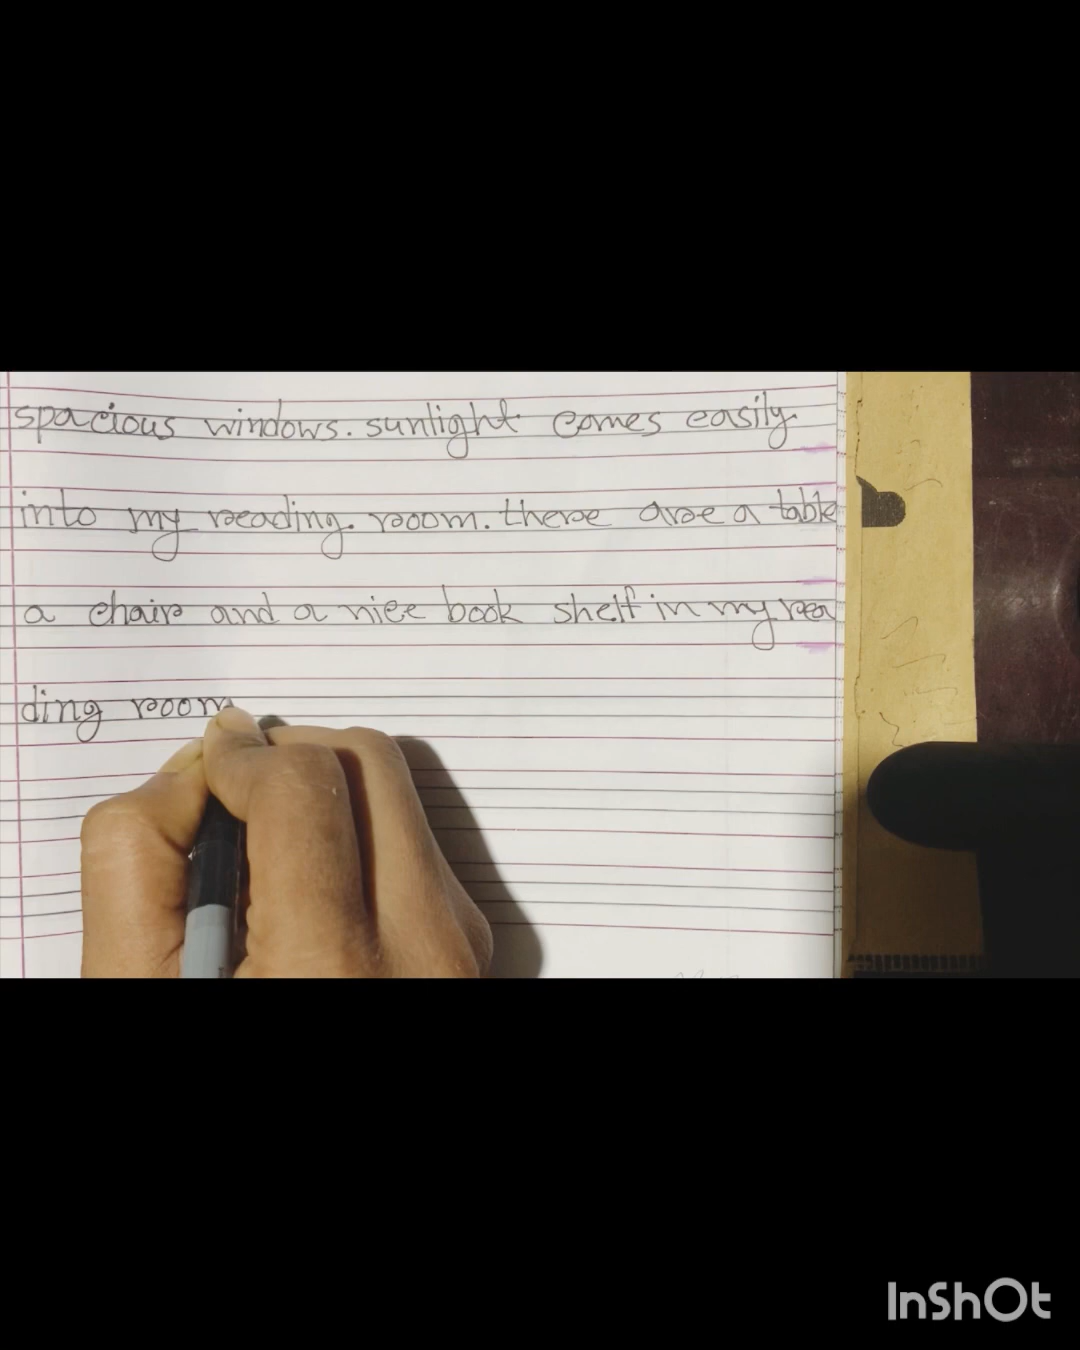 spacious windows. sunlight comes easily
into my reading room. there are a table
a chair and a nice book shelf in my rea
ding room
InShOt